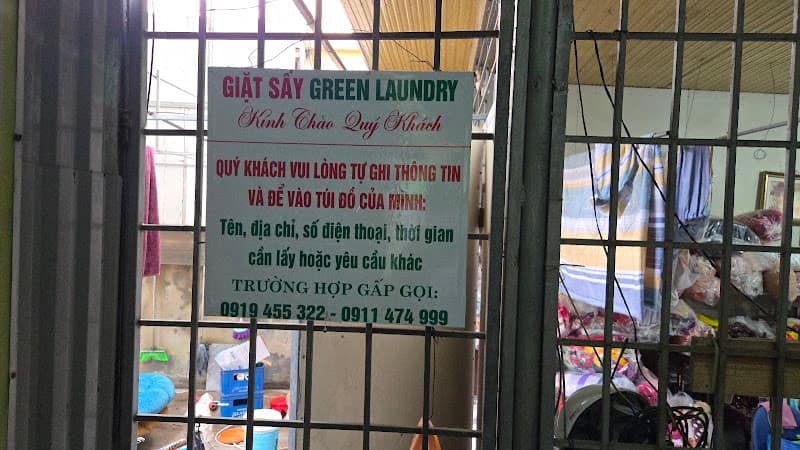 GIẶT SẤY GREEN LAUNDRY
Kính Chào Quý Khách
QUÝ KHÁCH VUI LÒNG TỰ GHI THÔNG TIN
VÀ ĐỂ VÀO TÚI ĐỒ CỦA MÌNH:
Tên, địa chỉ, số điện thoại, thời gian
cần lấy hoặc yêu cầu khác
TRƯỜNG HỢP GẤP GỌI:
0919 455 322 - 0911 474 999